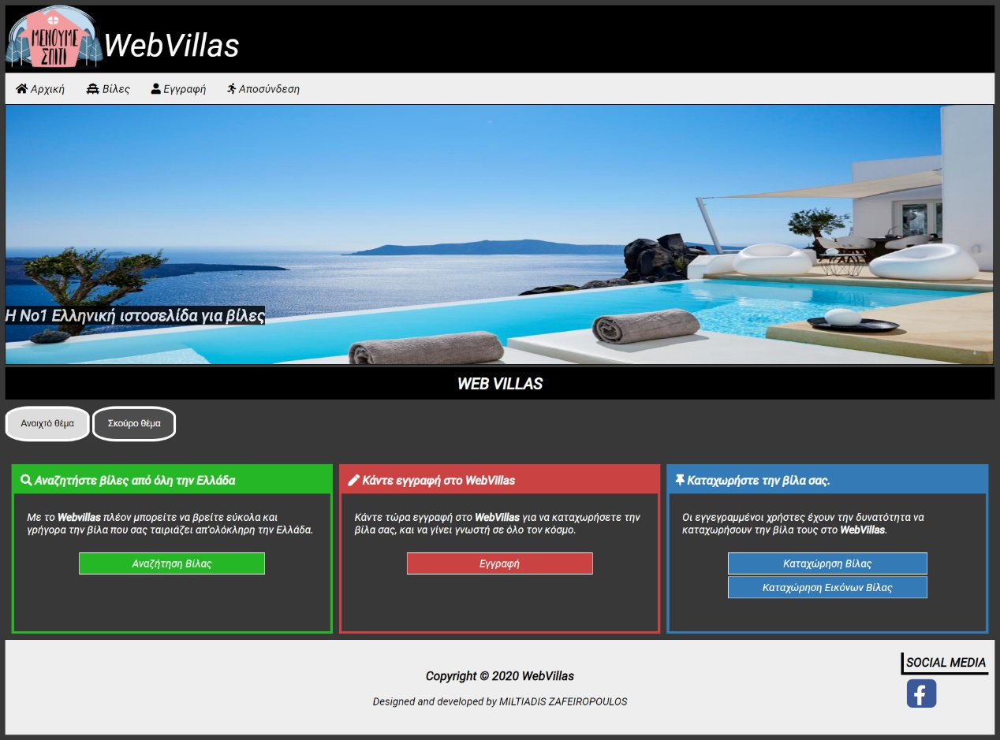 ΜΕΝΟΥΜΕ
ΣΠΙΤΙ
WebVillas
Αρχική
Βίλες
Εγγραφή
Αποσύνδεση
Η Νο1 Ελληνική ιστοσελίδα για βίλες
WEB VILLAS
Ανοιχτό θέμα
Σκούρο θέμα
Αναζητήστε βίλες από όλη την Ελλάδα
Με το Webvillas πλέον μπορείτε να βρείτε εύκολα και
γρήγορα την βίλα που σας ταιριάζει απ'ολόκληρη την Ελλάδα.
Αναζήτηση Βίλας
Κάντε εγγραφή στο WebVillas
Κάντε τώρα εγγραφή στο WebVillas για να καταχωρήσετε την
βίλα σας, και να γίνει γνωστή σε όλο τον κόσμο.
Εγγραφή
Καταχωρήστε την βίλα σας.
Οι εγγεγραμμένοι χρήστες έχουν την δυνατότητα να
καταχωρήσουν την βίλα τους στο WebVillas.
Καταχώρηση Βίλας
Καταχώρηση Εικόνων Βίλας
Copyright © 2020 WebVillas
Designed and developed by MILTIADIS ZAFEIROPOULOS
SOCIAL MEDIA